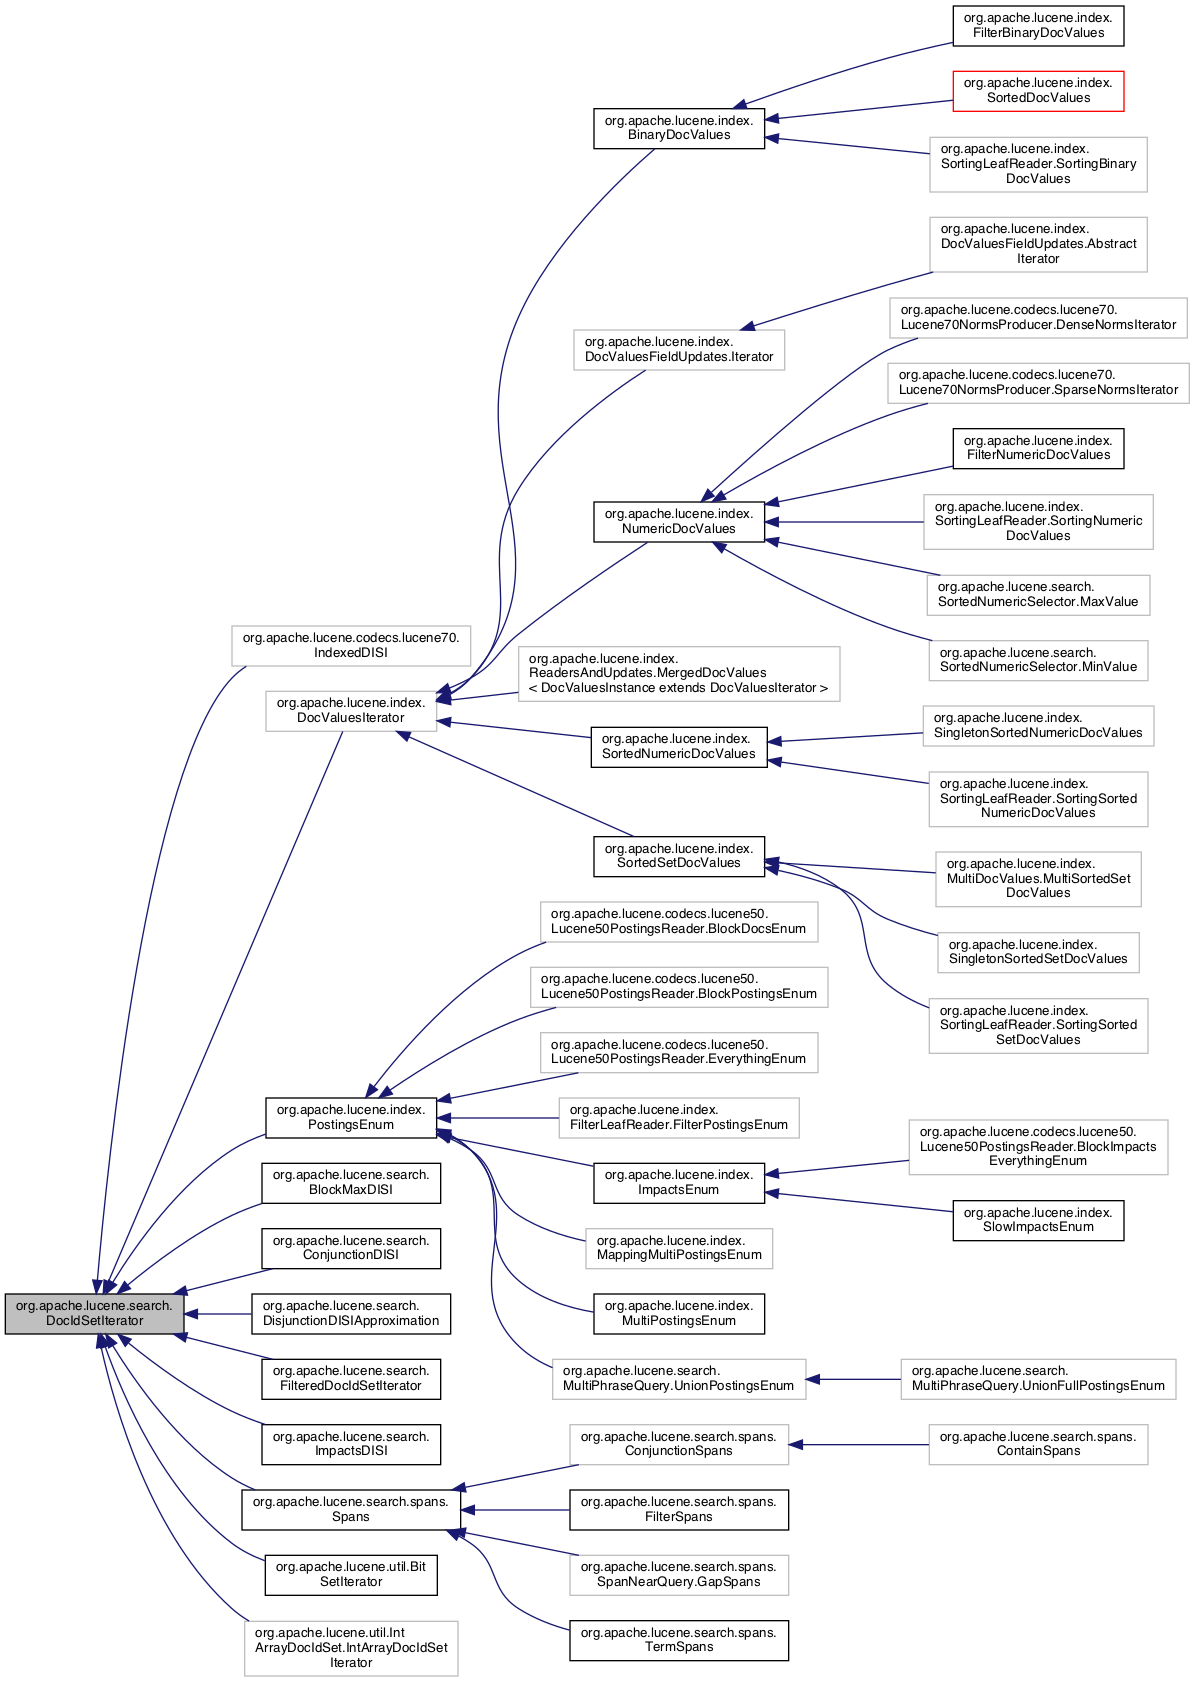 org.apache.lucene.index.
FilterBinaryDocValues
org.apache.lucene.index.
SortedDocValues
org.apache.lucene.index.
BinaryDocValues
org.apache.lucene.index.
SortingLeafReader.SortingBinary
DocValues
org.apache.lucene.index.
DocValuesFieldUpdates.Abstract
Iterator
org.apache.lucene.codecs.lucene70.
Lucene70NormsProducer.DenseNormsIterator
org.apache.lucene.index.
DocValuesFieldUpdates.Iterator
org.apache.lucene.codecs.lucene70.
Lucene70NormsProducer.SparseNormsIterator
org.apache.lucene.index.
FilterNumericDocValues
org.apache.lucene.index.
NumericDocValues
org.apache.lucene.index.
SortingLeafReader.SortingNumeric
DocValues
org.apache.lucene.search.
SortedNumericSelector.MaxValue
org.apache.lucene.codecs.lucene70.
IndexedDISI
org.apache.lucene.search.
SortedNumericSelector.MinValue
org.apache.lucene.index.
ReadersAndUpdates.MergedDocValues
< DocValuesInstance extends DocValuesIterator >
org.apache.lucene.index.
DocValuesIterator
org.apache.lucene.index.
SingletonSortedNumericDocValues
org.apache.lucene.index.
SortedNumericDocValues
org.apache.lucene.index.
SortingLeafReader.SortingSorted
NumericDocValues
org.apache.lucene.index.
SortedSetDocValues
org.apache.lucene.index.
MultiDocValues.MultiSortedSet
DocValues
org.apache.lucene.codecs.lucene50.
Lucene50PostingsReader.BlockDocsEnum
org.apache.lucene.index.
SingletonSortedSetDocValues
org.apache.lucene.codecs.lucene50.
Lucene50PostingsReader.BlockPostingsEnum
org.apache.lucene.index.
SortingLeafReader.SortingSorted
SetDocValues
org.apache.lucene.codecs.lucene50.
Lucene50PostingsReader.EverythingEnum
org.apache.lucene.index.
PostingsEnum
org.apache.lucene.index.
FilterLeafReader.FilterPostingsEnum
org.apache.lucene.codecs.lucene50.
Lucene50PostingsReader.BlockImpacts
EverythingEnum
org.apache.lucene.search.
BlockMaxDISI
org.apache.lucene.index.
ImpactsEnum
org.apache.lucene.index.
SlowImpactsEnum
org.apache.lucene.search.
ConjunctionDISI
org.apache.lucene.index.
MappingMultiPostingsEnum
org.apache.lucene.search.
DocIdSetIterator
org.apache.lucene.search.
DisjunctionDISIApproximation
org.apache.lucene.index.
MultiPostingsEnum
org.apache.lucene.search.
FilteredDocIdSetIterator
org.apache.lucene.search.
MultiPhraseQuery.UnionPostingsEnum
org.apache.lucene.search.
MultiPhraseQuery.UnionFullPostingsEnum
org.apache.lucene.search.
ImpactsDISI
org.apache.lucene.search.spans.
ConjunctionSpans
org.apache.lucene.search.spans.
ContainSpans
org.apache.lucene.search.spans.
Spans
org.apache.lucene.search.spans.
FilterSpans
org.apache.lucene.util.Bit
SetIterator
org.apache.lucene.search.spans.
SpanNearQuery.GapSpans
org.apache.lucene.util.Int
ArrayDocIdSet.IntArrayDocIdSet
Iterator
org.apache.lucene.search.spans.
TermSpans